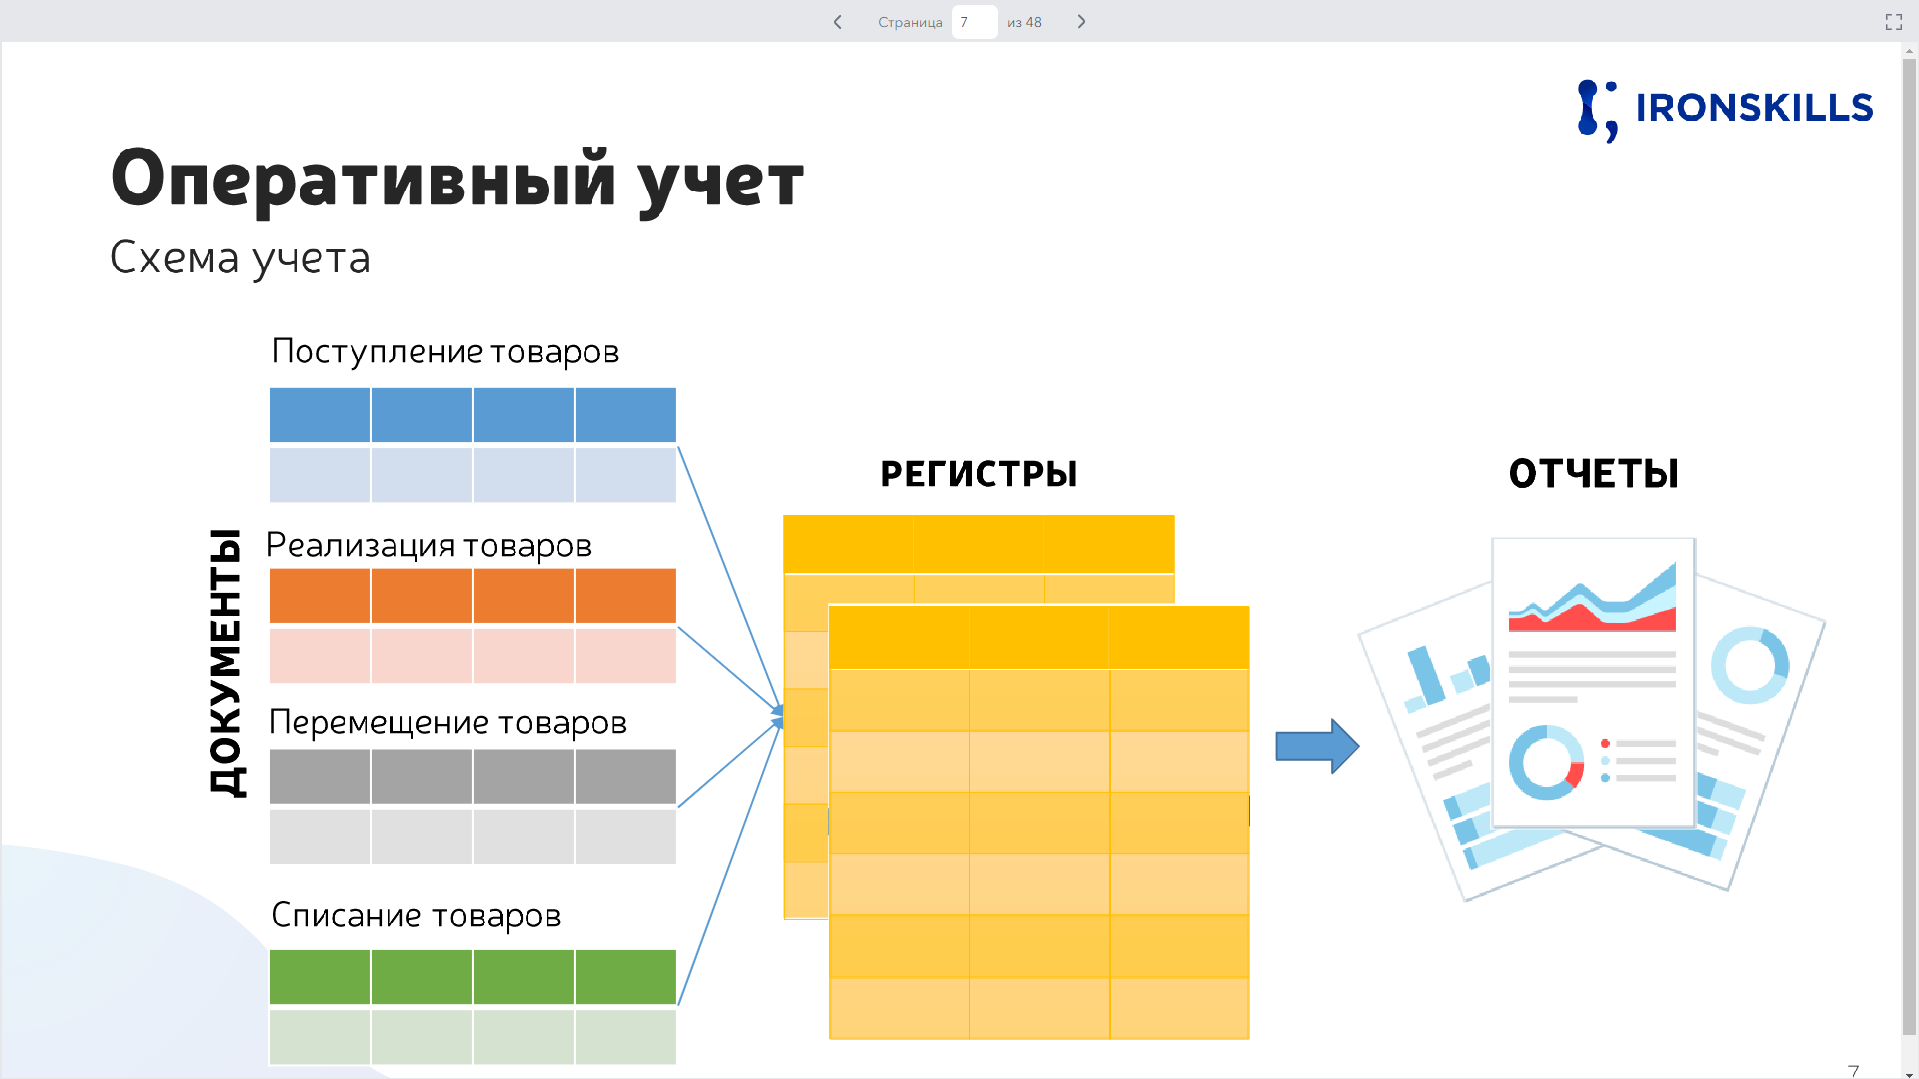 Страница 7 из 48
IRONSKILLS
Оперативный учет
Схема учета
ДОКУМЕНТЫ
Поступление товаров
Реализация товаров
Перемещение товаров
Списание товаров
РЕГИСТРЫ
ОТЧЕТЫ
7